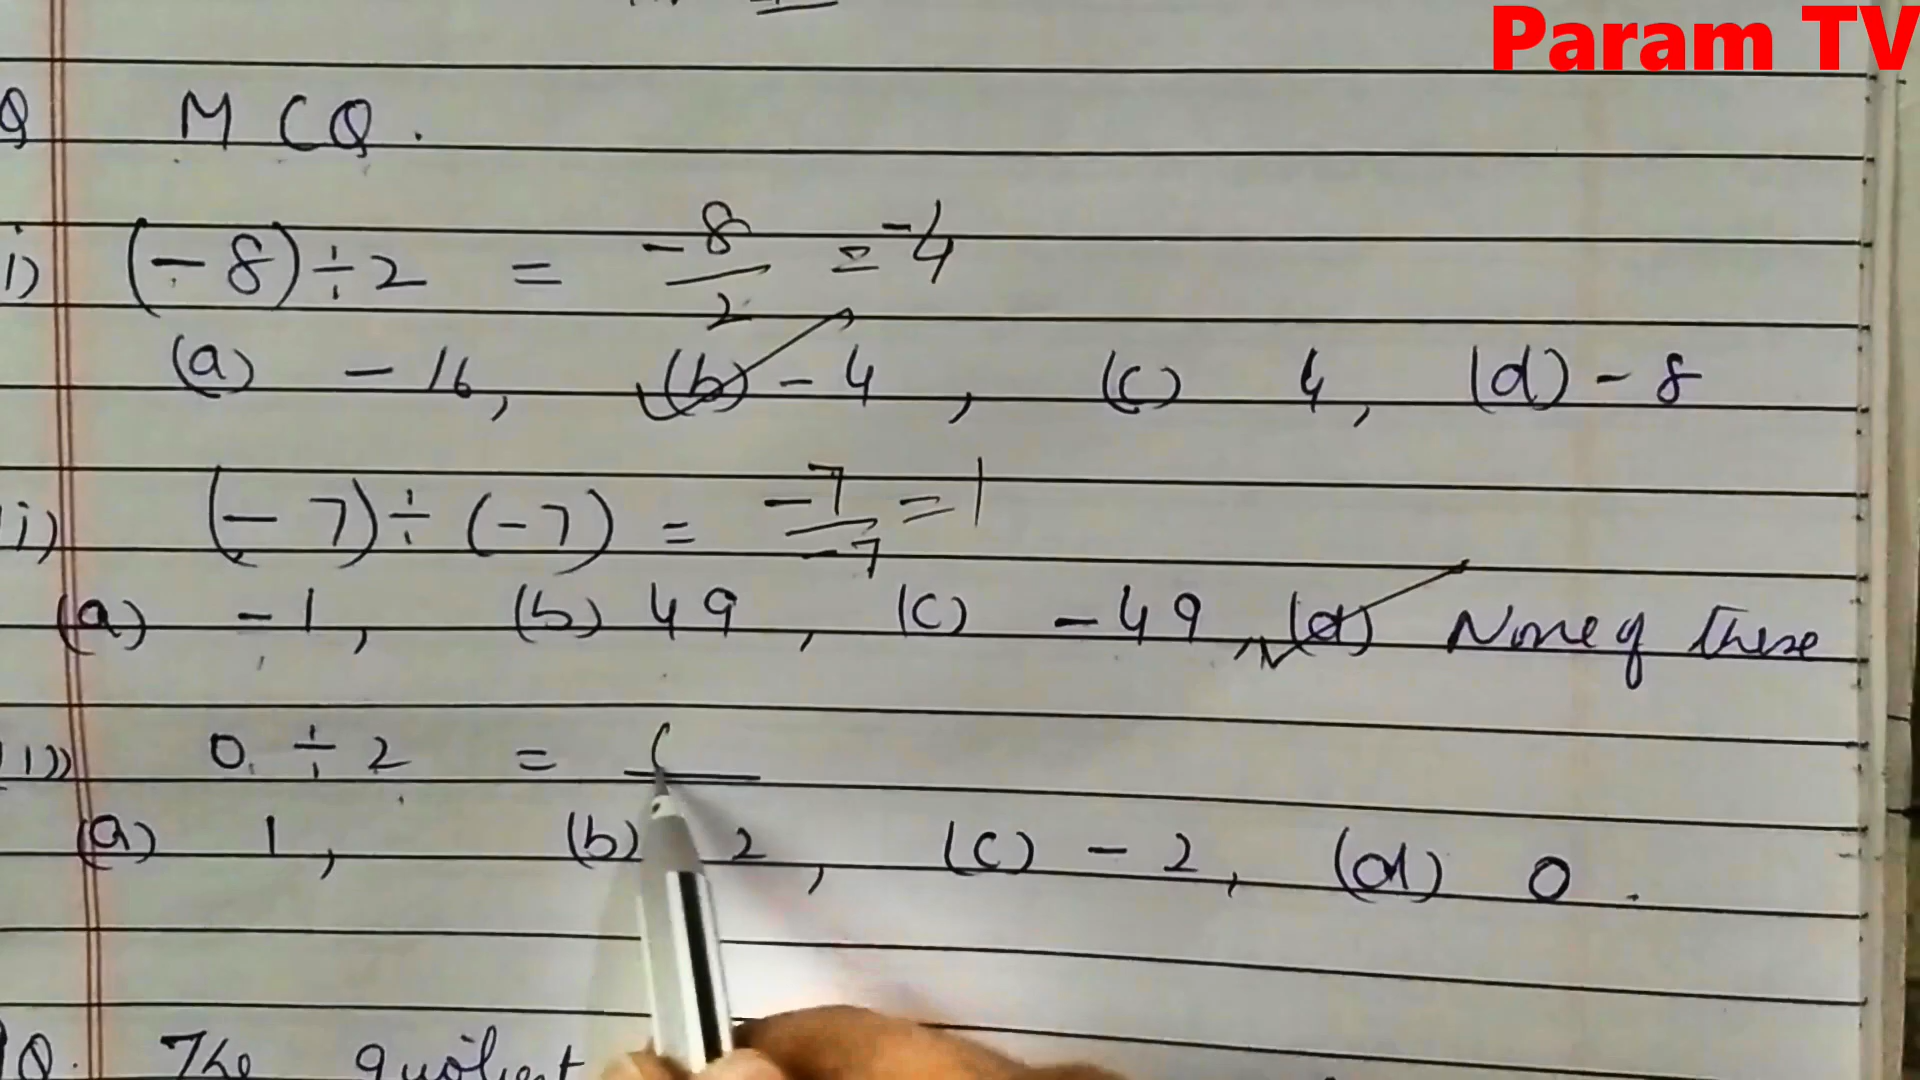 Param TV
Q MCQ.
i) (-8) ÷ 2 = -8/2 = -4
(a) -16, (b) -4, (c) 4, (d) -8
ii) (-7) ÷ (-7) = -7/-7 = 1
(a) -1, (b) 49, (c) -49, (d) None of these
iii) 0 ÷ 2 =
(a) 1, (b) 2, (c) -2, (d) 0.
Q. The quotient